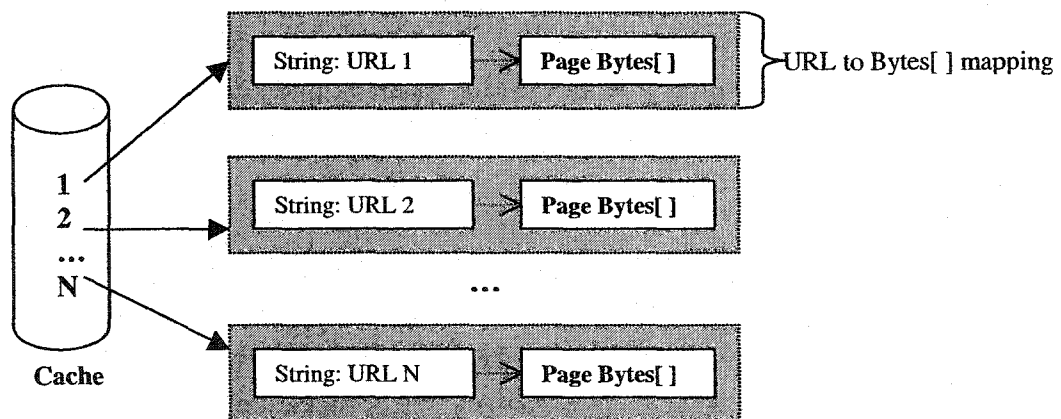 String: URL 1
Page Bytes[ ]
URL to Bytes[ ] mapping
1
2
...
N
String: URL 2
Page Bytes[ ]
...
String: URL N
Page Bytes[ ]
Cache